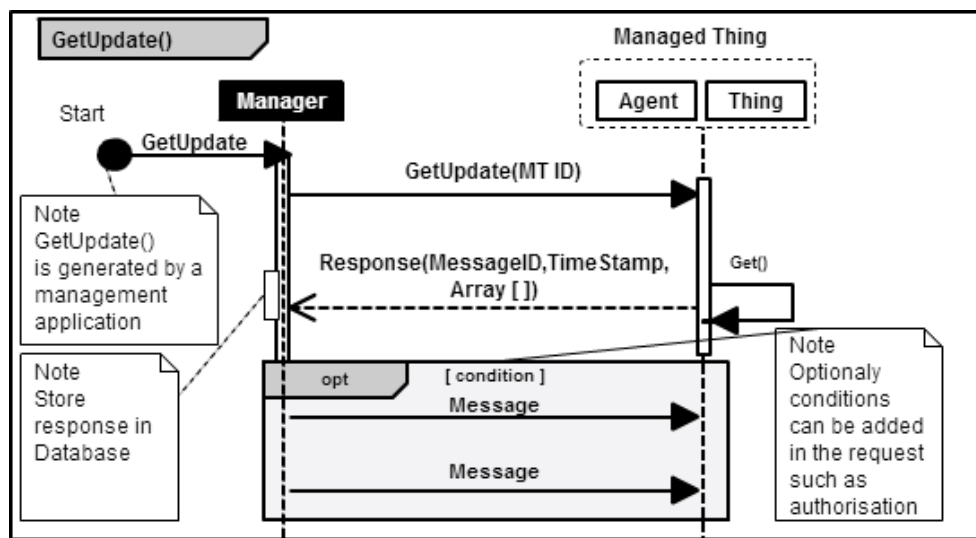 GetUpdate()
Managed Thing
Manager
Agent
Thing
Start
GetUpdate
GetUpdate(MT ID)
Note
GetUpdate()
is generated by a
management
application
Response(MessageID,TimeStamp,
Array [ ])
Get()
Note
Store
response in
Database
opt
[ condition ]
Message
Message
Note
Optionaly
conditions
can be added
in the request
such as
authorisation